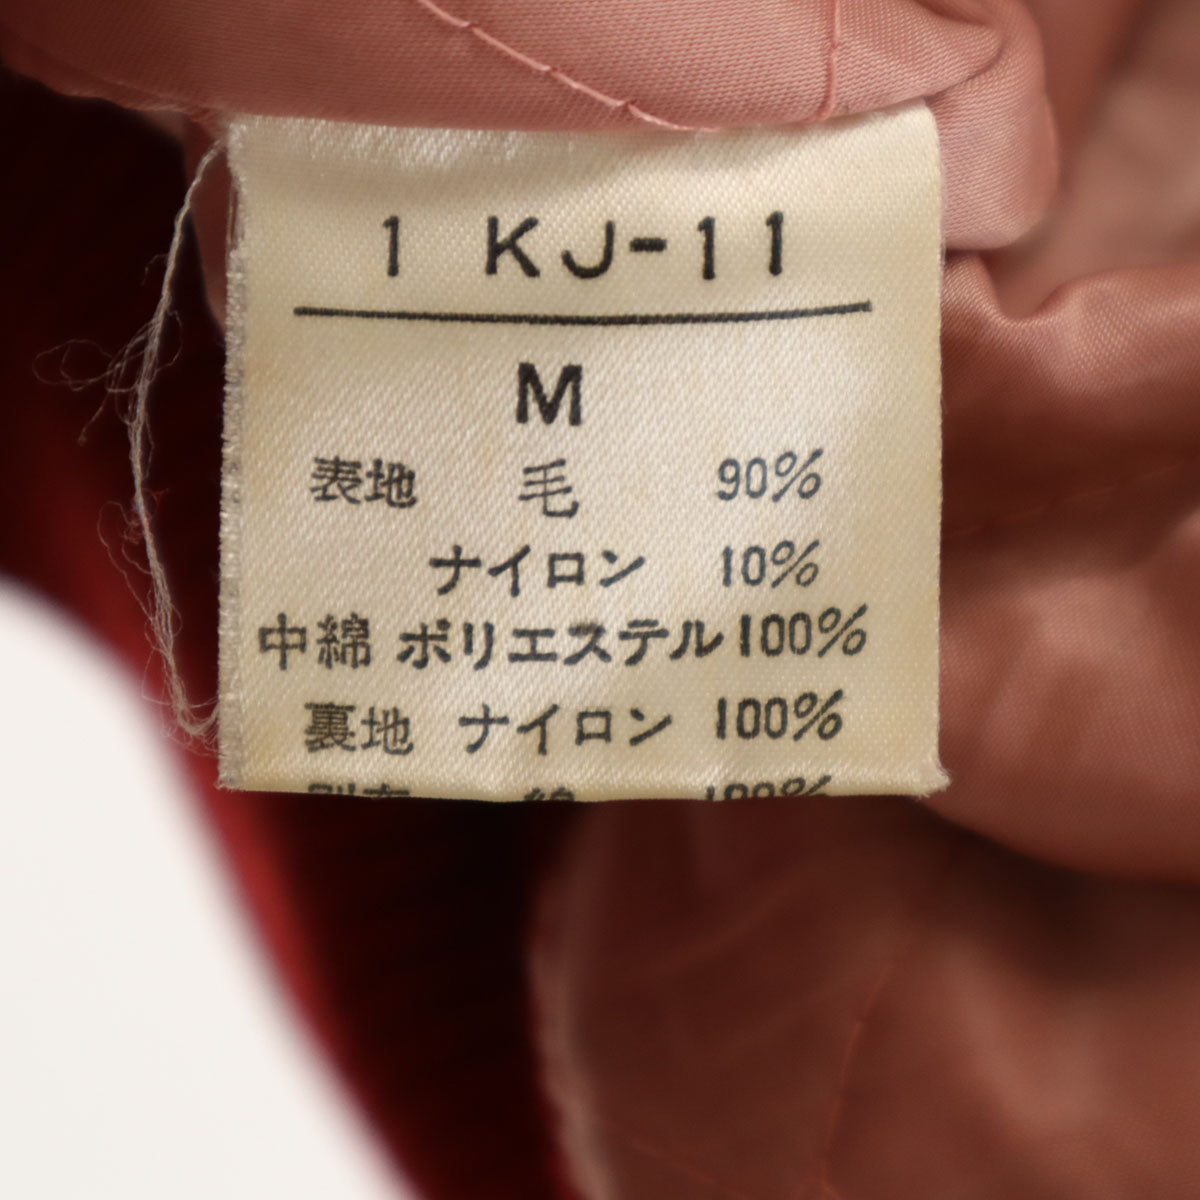 1 KJ-11
M
表地 毛 90%
ナイロン 10%
中綿 ポリエステル 100%
裏地 ナイロン 100%